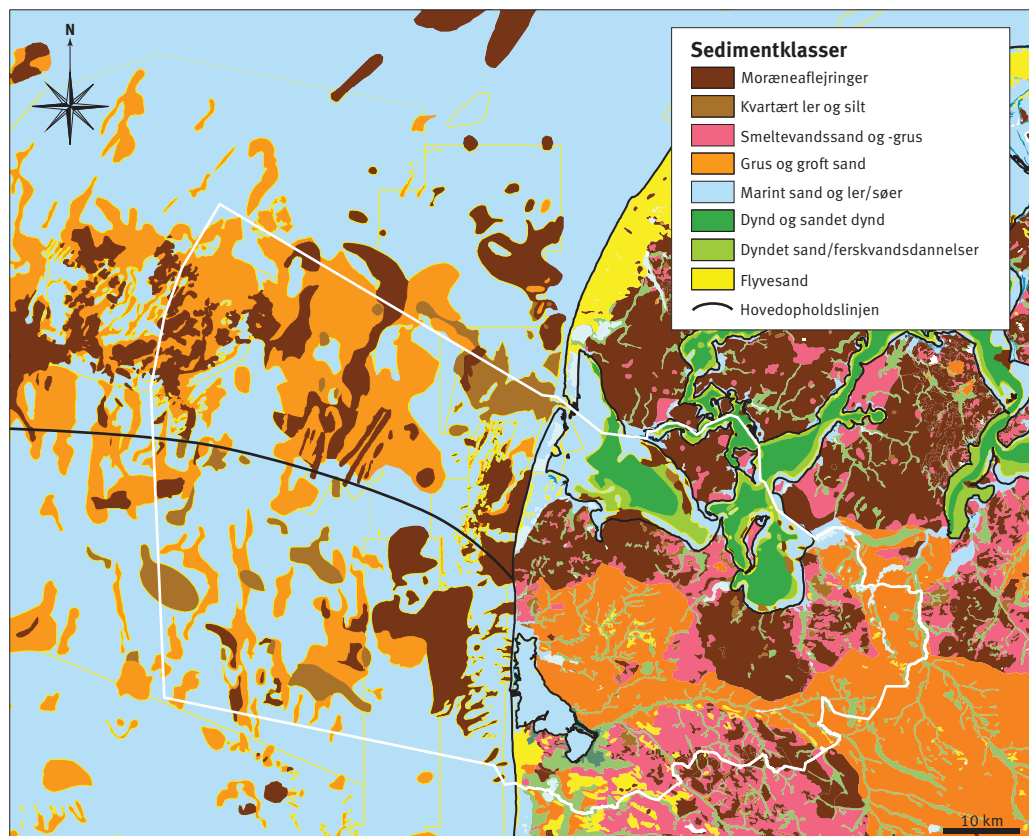 N
Sedimentklasser
Moræneaflejringer
Kvartært ler og silt
Smeltevandssand og -grus
Grus og groft sand
Marint sand og ler/søer
Dynd og sandet dynd
Dyndet sand/ferskvandsdannelser
Flyvesand
Hovedopholdslinjen
10 km